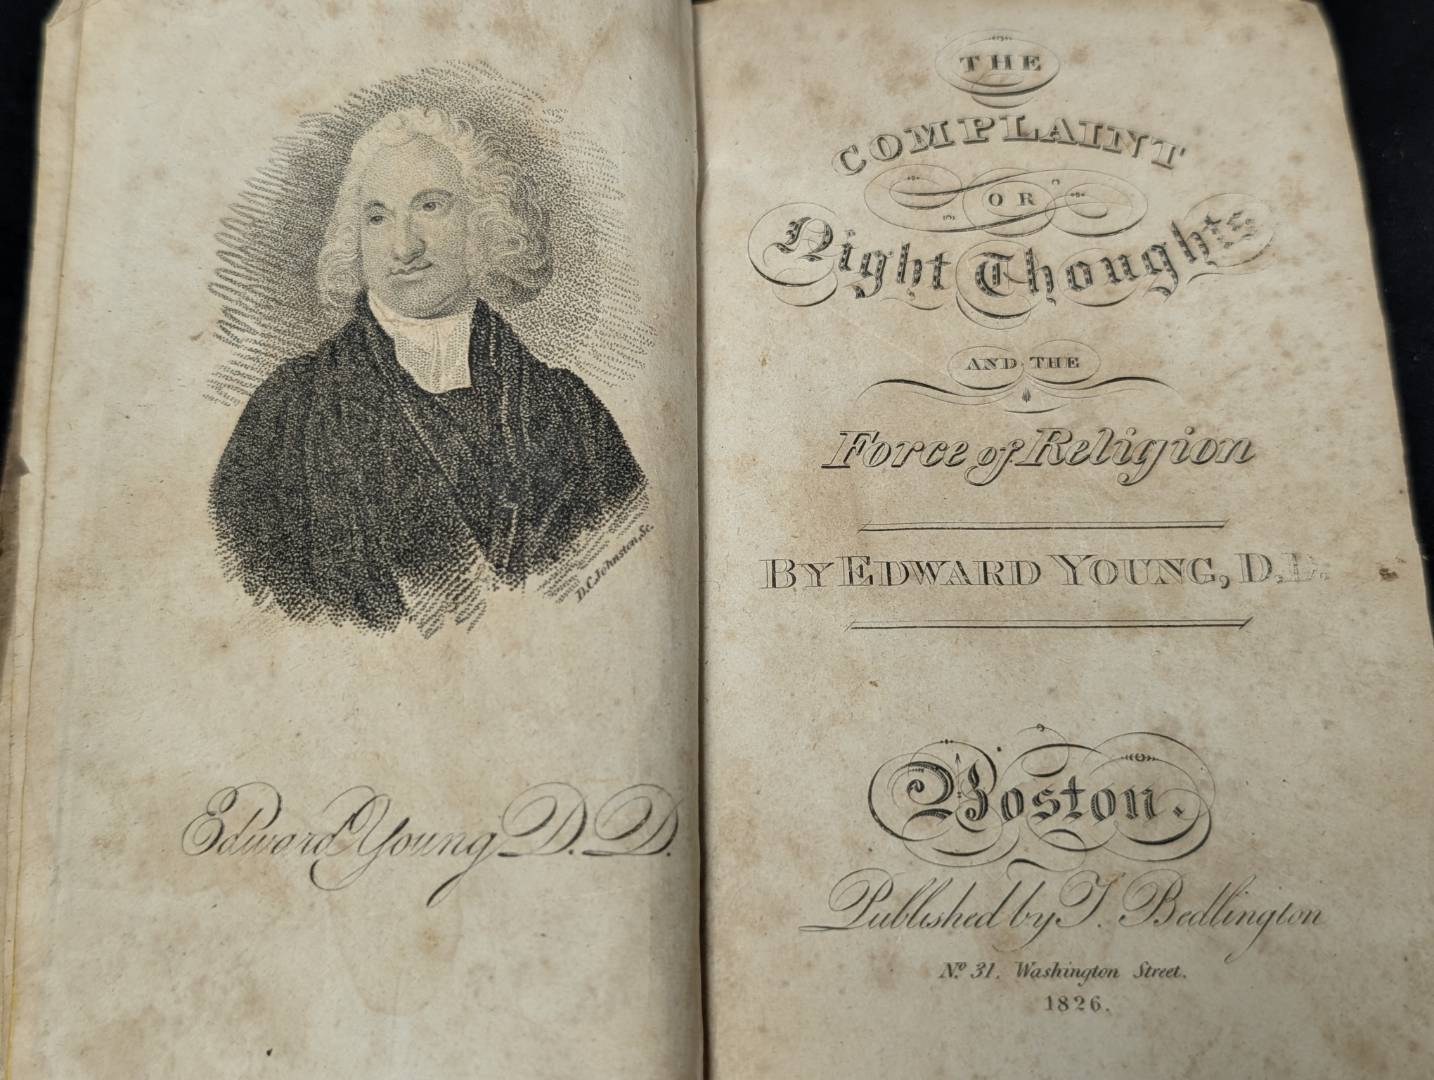 D.C. Johnston, Sc.
Edward Young D.D.
THE
COMPLAINT
OR
Night Thoughts
AND THE
Force of Religion
BY EDWARD YOUNG, D.D.
Boston.
Published by T. Bedlington
No. 31. Washington Street.
1826.